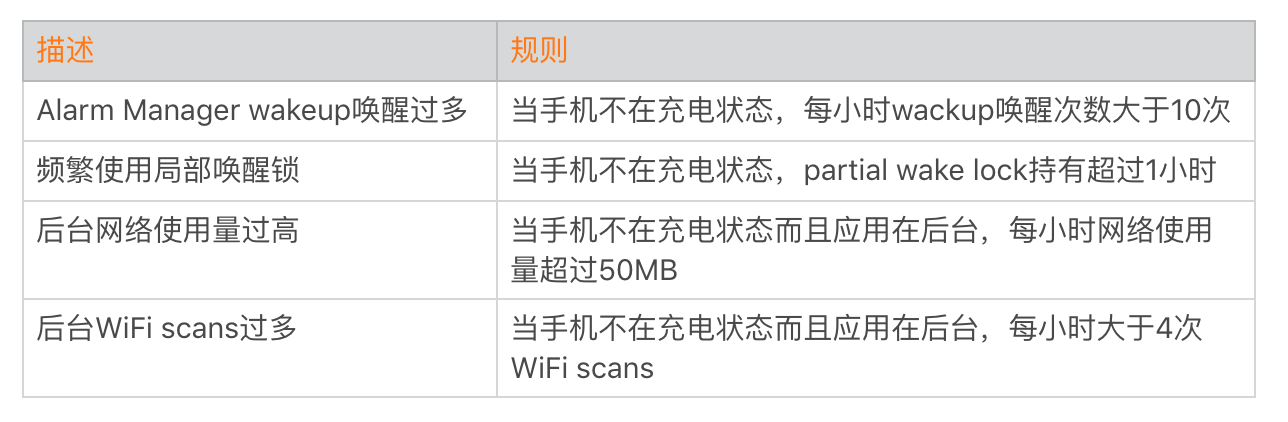 描述
规则
Alarm Manager wakeup唤醒过多
当手机不在充电状态，每小时wackup唤醒次数大于10次
频繁使用局部唤醒锁
当手机不在充电状态，partial wake lock持有超过1小时
后台网络使用量过高
当手机不在充电状态而且应用在后台，每小时网络使用
量超过50MB
后台WiFi scans过多
当手机不在充电状态而且应用在后台，每小时大于4次
WiFi scans